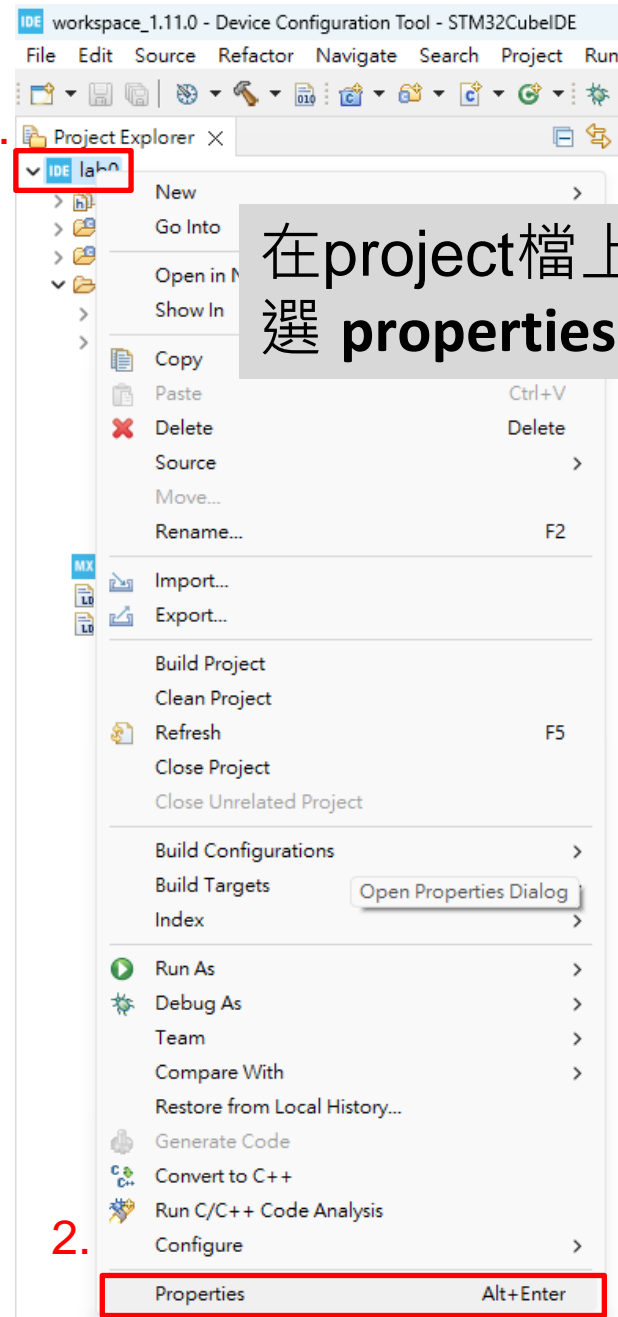 IDE workspace_1.11.0 - Device Configuration Tool - STM32CubeIDE
File Edit Source Refactor Navigate Search Project Run
Project Explorer
IDE lab0
New
Go Into
在project檔上
選 properties
Open in N
Show In
Copy
Paste Ctrl+V
Delete Delete
Source
Move...
Rename... F2
MX
Import...
Export...
Build Project
Clean Project
Refresh F5
Close Project
Close Unrelated Project
Build Configurations
Build Targets
Open Properties Dialog
Index
Run As
Debug As
Team
Compare With
Restore from Local History...
Generate Code
Convert to C++
Run C/C++ Code Analysis
2.
Configure
Properties Alt+Enter